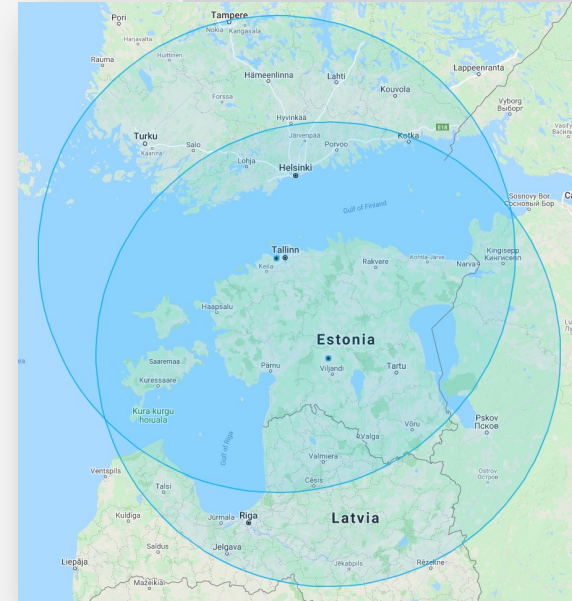 Pori
Tampere
Nokia
Kangasala
Harjavalta
Huittinen
Rauma
Hämeenlinna
Lahti
Lappeenranta
Forssa
Kouvola
Vyborg
Выборг
Hyvinkää
E18
Turku
Kaarina
Salo
Järvenpää
Porvoo
Kotka
Lohja
Helsinki
Sosnovy Bor
Сосновый Бор
Gulf of Finland
Tallinn
Keila
Rakvere
Kohtla-Järve
Narva
Kingisepp
Кингисепп
Haapsalu
Estonia
Saaremaa
Kuressaare
Pärnu
Viljandi
Tartu
Kura kurgu
hoiuala
Võru
Pskov
Псков
Valga
Gulf of Riga
Valmiera
Ventspils
Cēsis
Ostrov
Остров
Talsi
Kuldīga
Jūrmala
Riga
Latvia
Saldus
Jelgava
Liepāja
Jēkabpils
Rēzekne
Mažeikiai